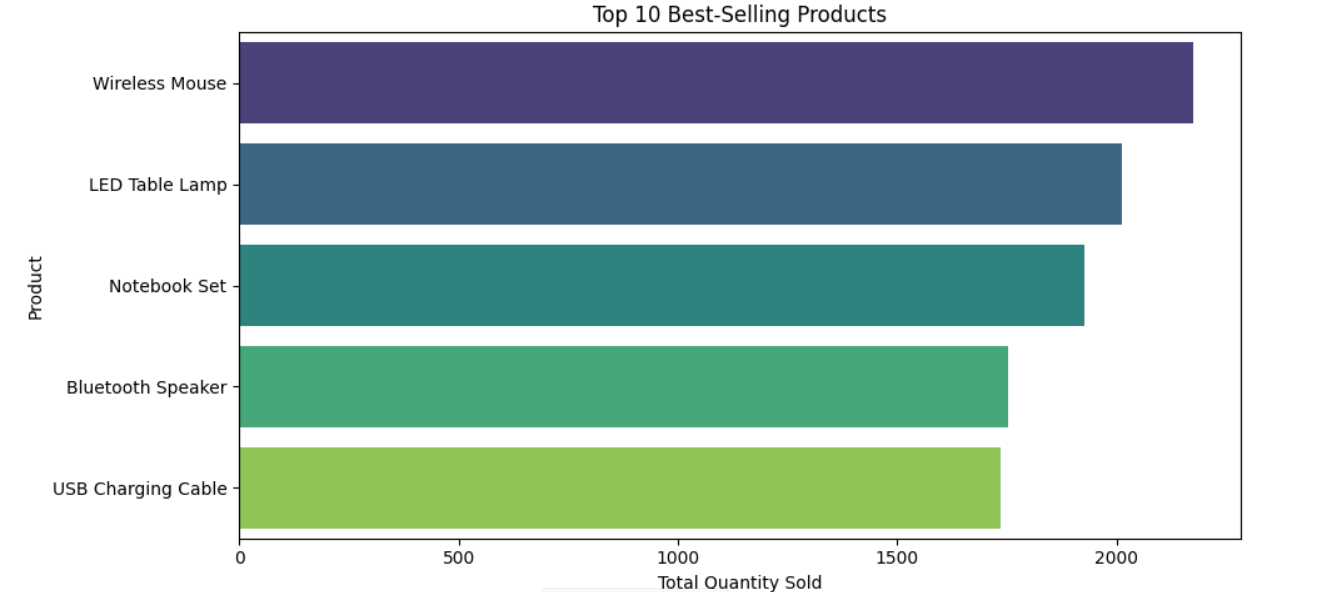 Top 10 Best-Selling Products
Product
Wireless Mouse
LED Table Lamp
Notebook Set
Bluetooth Speaker
USB Charging Cable
0 500 1000 1500 2000
Total Quantity Sold